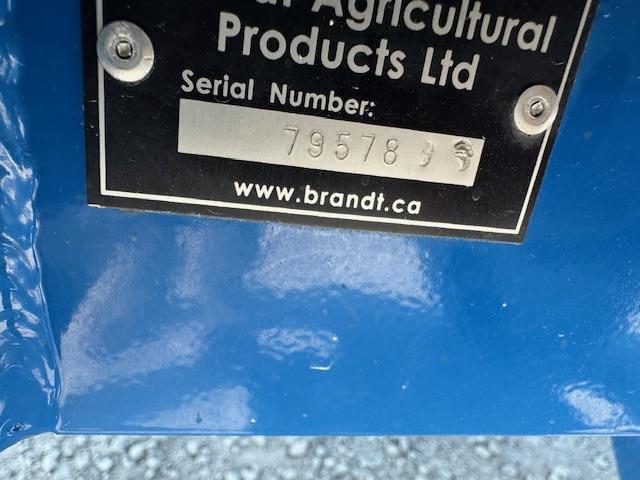 Agricultural
Products Ltd
Serial Number:
79578
www.brandt.ca